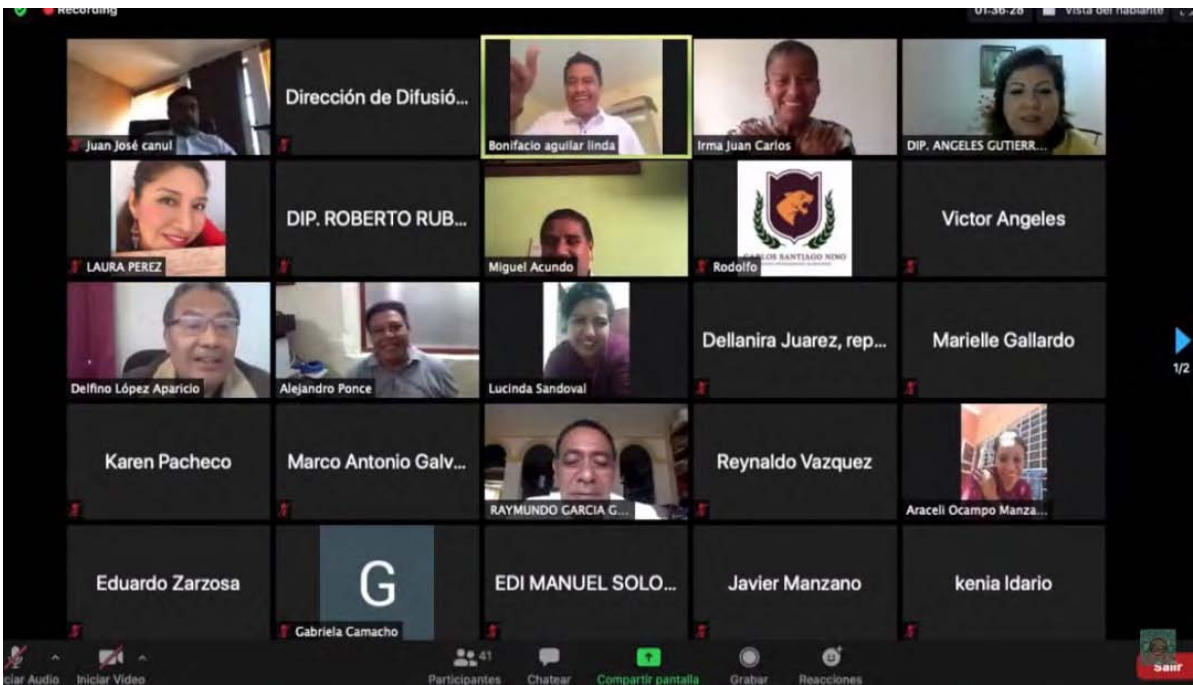 Recording
01:36:28
Vista del hablante
Juan José canul
Dirección de Difusió...
Bonifacio aguilar linda
Irma Juan Carlos
DIP. ANGELES GUTIERR...
LAURA PEREZ
DIP. ROBERTO RUB...
Miguel Acundo
CARLOS SANTIAGO NINO
Rodolfo
Victor Angeles
Delfino López Aparicio
Alejandro Ponce
Lucinda Sandoval
Dellanira Juarez, rep...
Marielle Gallardo
1/2
Karen Pacheco
Marco Antonio Galv...
RAYMUNDO GARCIA G...
Reynaldo Vazquez
Araceli Ocampo Manza...
Eduardo Zarzosa
G
Gabriela Camacho
EDI MANUEL SOLO...
Javier Manzano
kenia Idario
ciar Audio
Iniciar Video
41
Participantes
Chatear
Compartir pantalla
Grabar
Reacciones
Salir